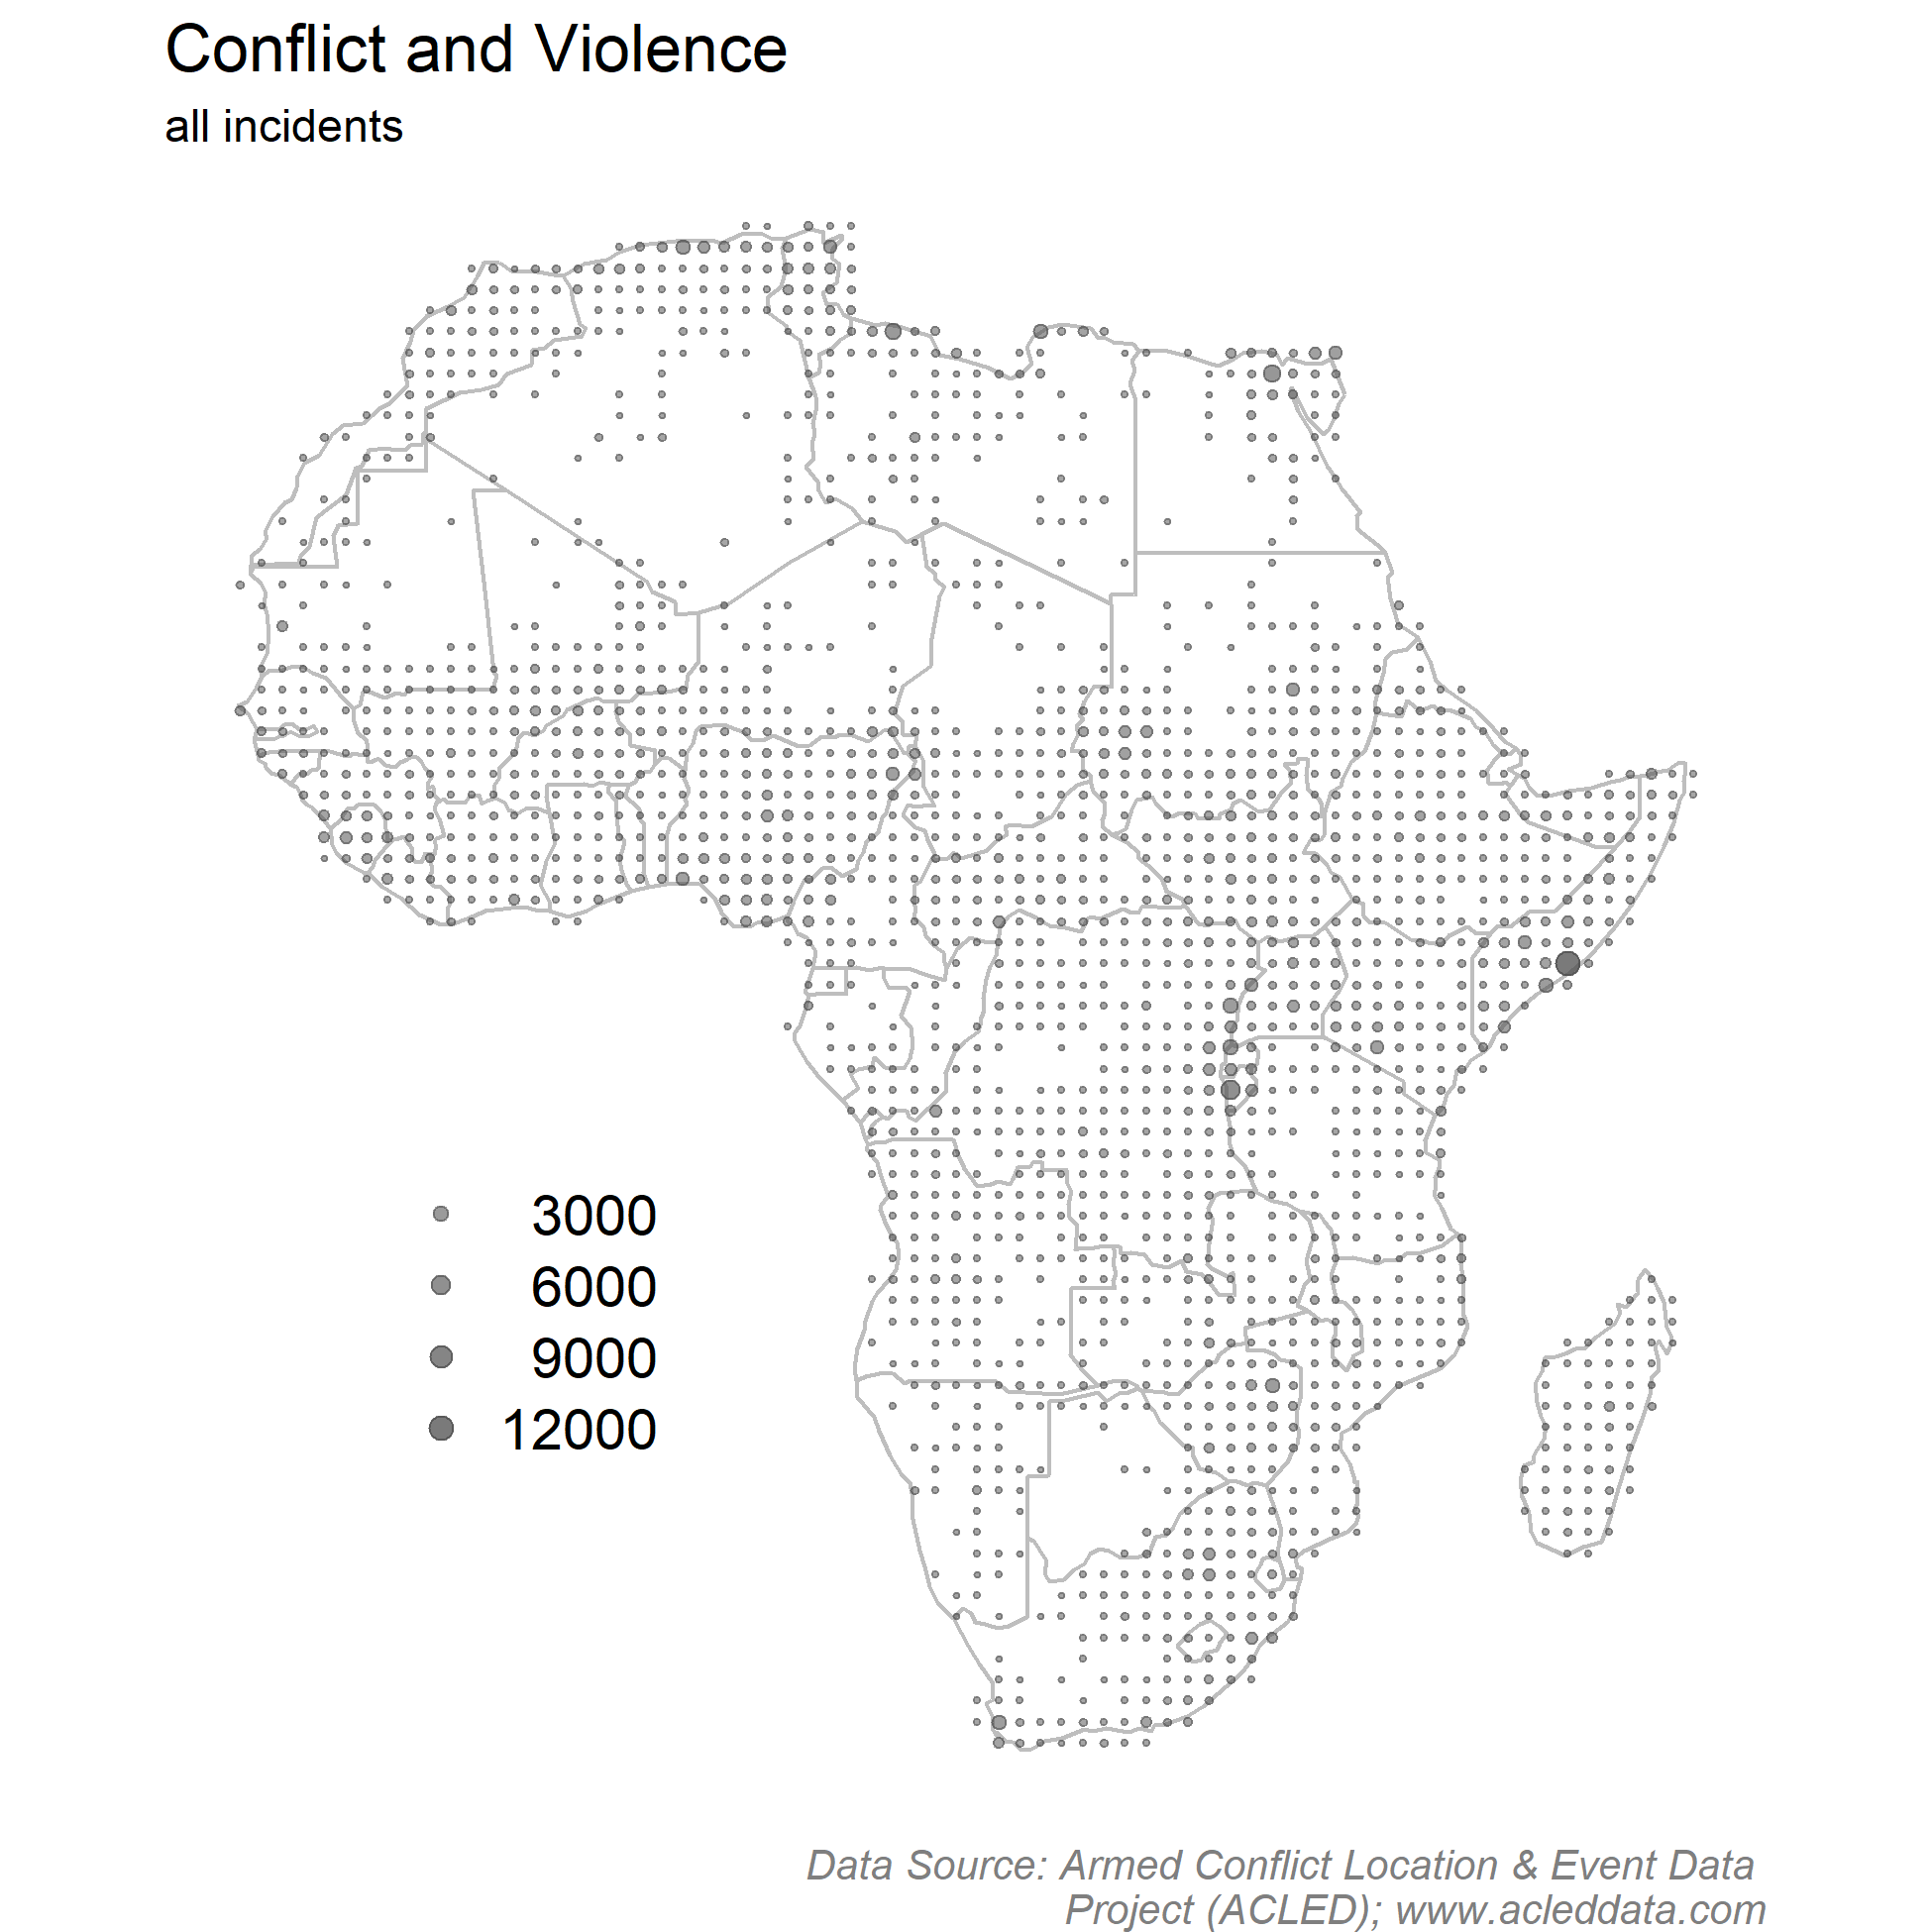 Conflict and Violence
all incidents
3000
6000
9000
12000
Data Source: Armed Conflict Location & Event Data
Project (ACLED); www.acleddata.com